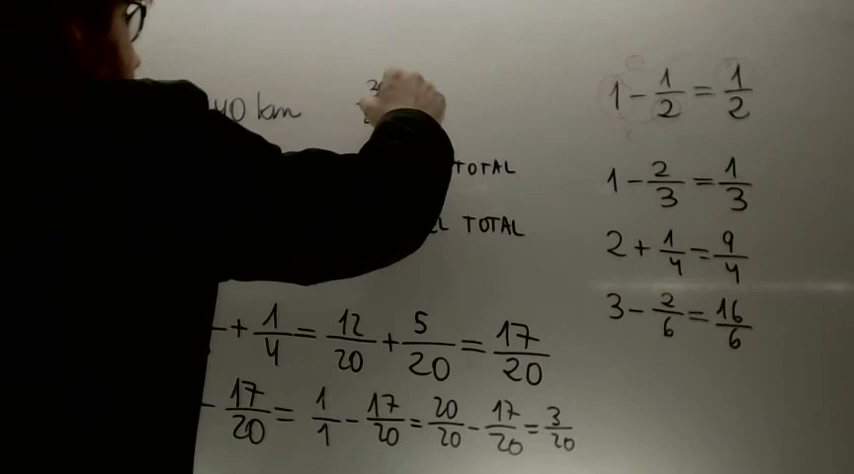 40 km
TOTAL
TOTAL
+ 1/4 = 12/20 + 5/20 = 17/20
- 17/20 = 1/1 - 17/20 = 20/20 - 17/20 = 3/20
1 - 1/2 = 1/2
1 - 2/3 = 1/3
2 + 1/4 = 9/4
3 - 2/6 = 16/6